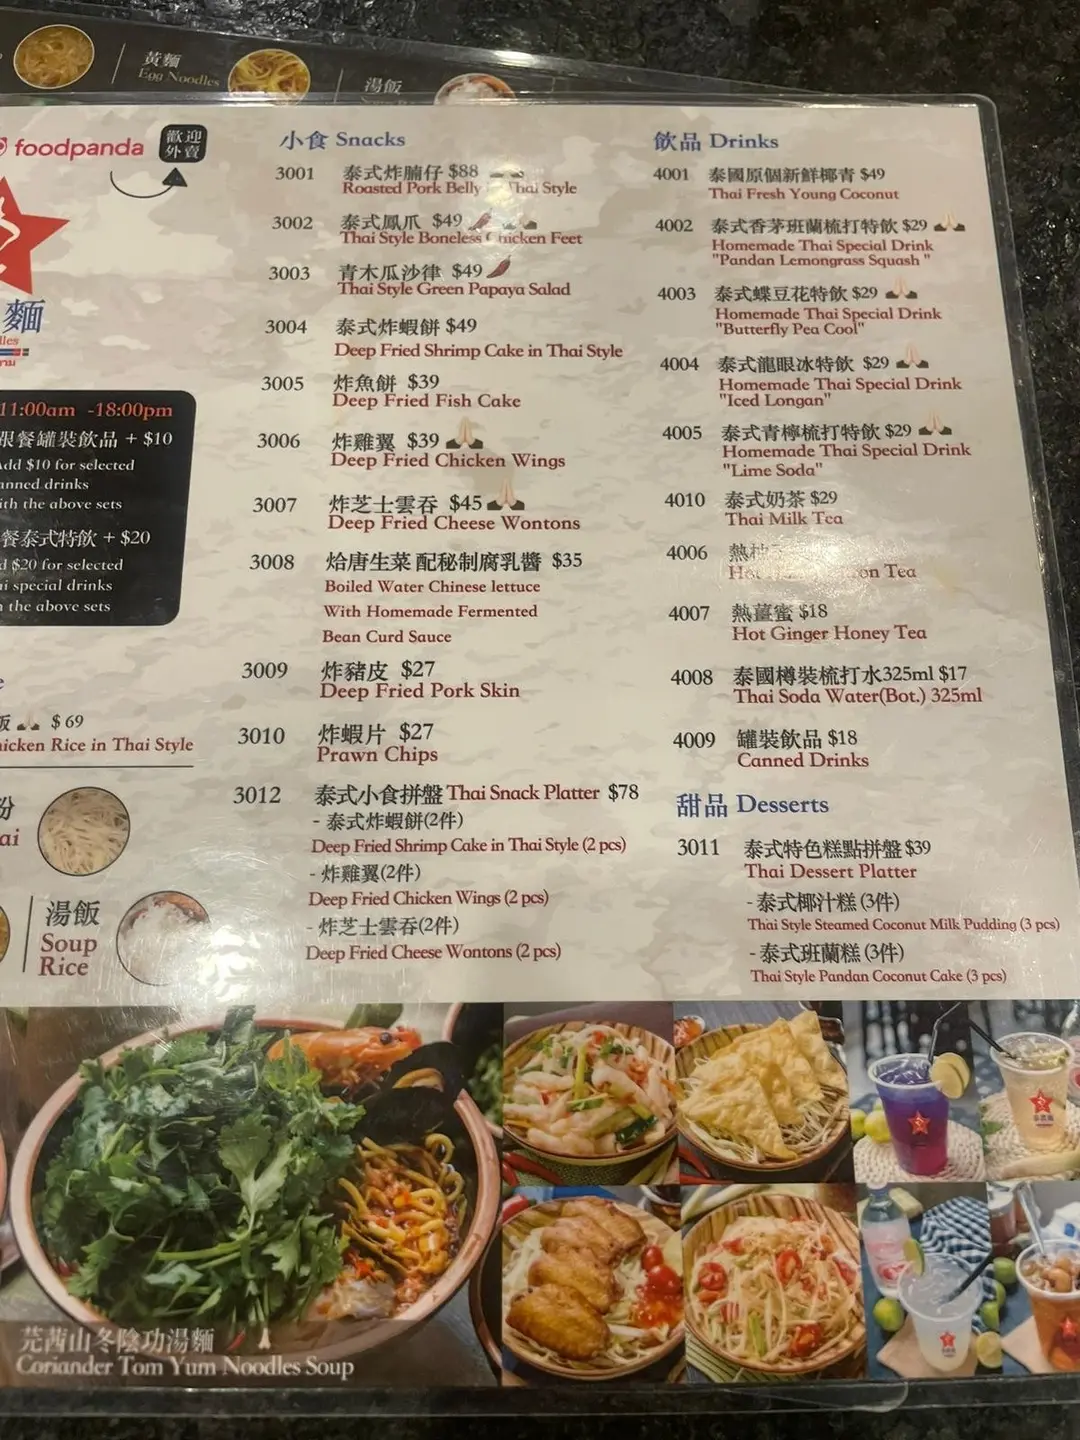 黃麵
Egg Noodles
湯飯
foodpanda
歡迎
外賣
麵
11:00am -18:00pm
跟餐罐裝飲品 + $10
Add $10 for selected
canned drinks
with the above sets
餐泰式特飲 + $20
$20 for selected
special drinks
the above sets
飯 $69
Chicken Rice in Thai Style
粉
湯飯
Soup
Rice
小食 Snacks
3001 泰式炸腩仔 $88
Roasted Pork Belly Thai Style
3002 泰式鳳爪 $49
Thai Style Boneless Chicken Feet
3003 青木瓜沙律 $49
Thai Style Green Papaya Salad
3004 泰式炸蝦餅 $49
Deep Fried Shrimp Cake in Thai Style
3005 炸魚餅 $39
Deep Fried Fish Cake
3006 炸雞翼 $39
Deep Fried Chicken Wings
3007 炸芝士雲吞 $45
Deep Fried Cheese Wontons
3008 烚唐生菜 配秘制腐乳醬 $35
Boiled Water Chinese lettuce
With Homemade Fermented
Bean Curd Sauce
3009 炸豬皮 $27
Deep Fried Pork Skin
3010 炸蝦片 $27
Prawn Chips
3012 泰式小食拼盤 Thai Snack Platter $78
- 泰式炸蝦餅(2件)
Deep Fried Shrimp Cake in Thai Style (2 pcs)
- 炸雞翼(2件)
Deep Fried Chicken Wings (2 pcs)
- 炸芝士雲吞(2件)
Deep Fried Cheese Wontons (2 pcs)
飲品 Drinks
4001 泰國原個新鮮椰青 $49
Thai Fresh Young Coconut
4002 泰式香茅班蘭梳打特飲 $29
Homemade Thai Special Drink
"Pandan Lemongrass Squash "
4003 泰式蝶豆花特飲 $29
Homemade Thai Special Drink
"Butterfly Pea Cool"
4004 泰式龍眼冰特飲 $29
Homemade Thai Special Drink
"Iced Longan"
4005 泰式青檸梳打特飲 $29
Homemade Thai Special Drink
"Lime Soda"
4010 泰式奶茶 $29
Thai Milk Tea
4006 熱柚
Tea
4007 熱薑蜜 $18
Hot Ginger Honey Tea
4008 泰國樽裝梳打水325ml $17
Thai Soda Water(Bot.) 325ml
4009 罐裝飲品 $18
Canned Drinks
甜品 Desserts
3011 泰式特色糕點拼盤 $39
Thai Dessert Platter
- 泰式椰汁糕 (3件)
Thai Style Steamed Coconut Milk Pudding (3 pcs)
- 泰式班蘭糕 (3件)
Thai Style Pandan Coconut Cake (3 pcs)
芫茜山冬陰功湯麵
Coriander Tom Yum Noodles Soup